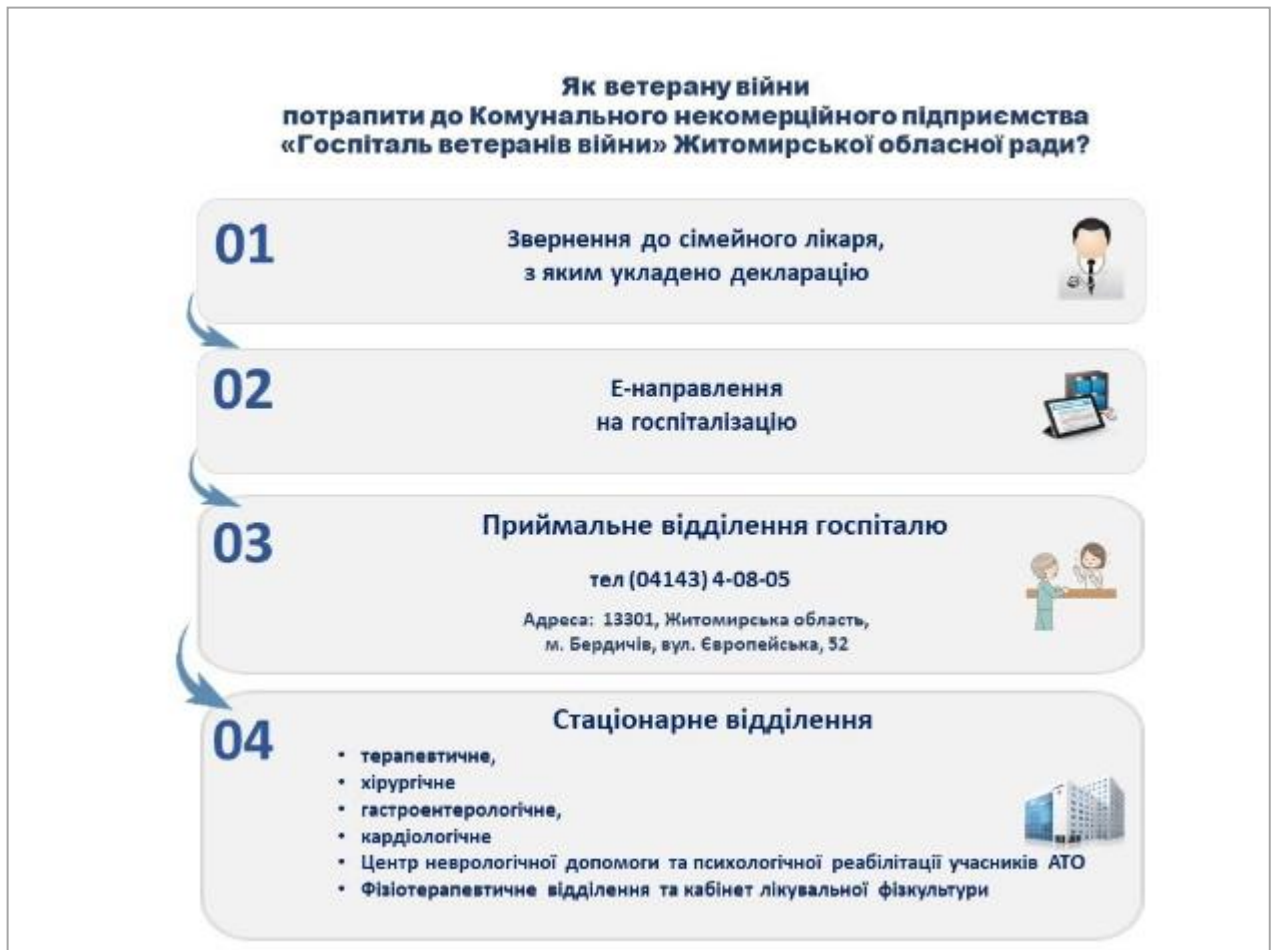 Як ветерану війни
потрапити до Комунального некомерційного підприємства
«Госпіталь ветеранів війни» Житомирської обласної ради?
01
Звернення до сімейного лікаря,
з яким укладено декларацію
02
Е-направлення
на госпіталізацію
03
Приймальне відділення госпіталю
тел (04143) 4-08-05
Адреса: 13301, Житомирська область,
м. Бердичів, вул. Європейська, 52
04
Стаціонарне відділення
• терапевтичне,
• хірургічне
• гастроентерологічне,
• кардіологічне
• Центр неврологічної допомоги та психологічної реабілітації учасників АТО
• Фізіотерапевтичне відділення та кабінет лікувальної фізкультури